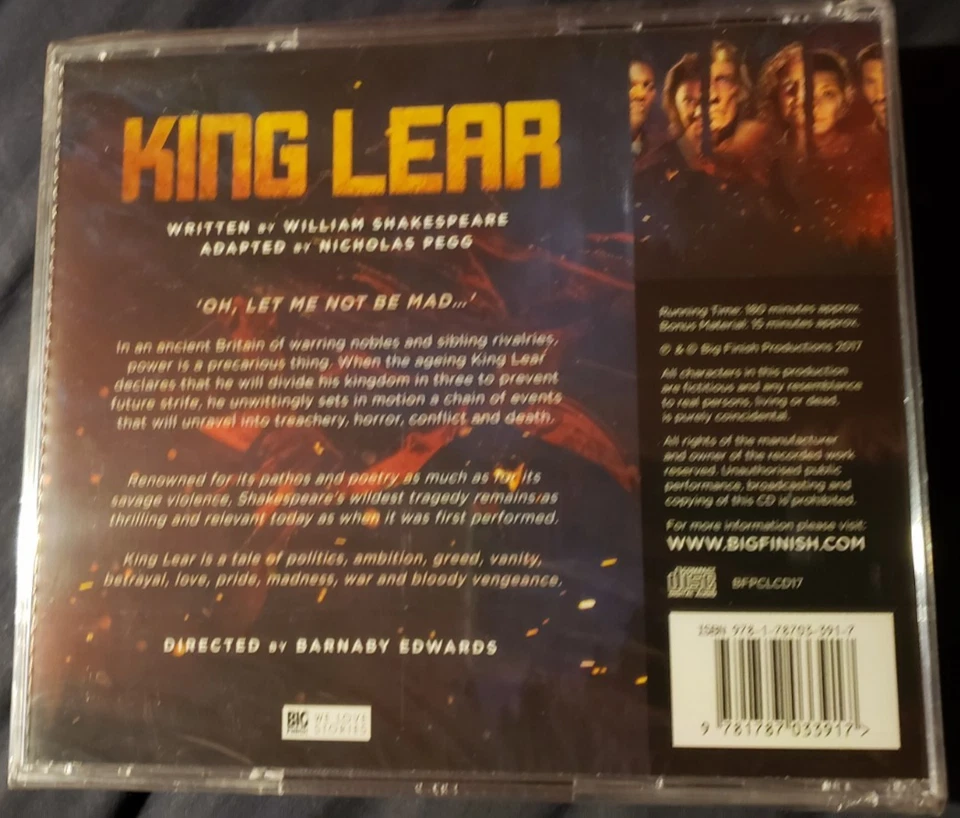 KING LEAR
WRITTEN BY WILLIAM SHAKESPEARE
ADAPTED BY NICHOLAS PEGG
'OH, LET ME NOT BE MAD...'
In an ancient Britain of warring nobles and sibling rivalries,
power is a precarious thing. When the ageing King Lear
declares that he will divide his kingdom in three to prevent
future strife, he unwittingly sets in motion a chain of events
that will unravel into treachery, horror, conflict and death.
Renowned for its pathos and poetry as much as for its
savage violence, Shakespeare's wildest tragedy remains as
thrilling and relevant today as when it was first performed.
King Lear is a tale of politics, ambition, greed, vanity,
betrayal, love, pride, madness, war and bloody vengeance.
DIRECTED BY BARNABY EDWARDS
BIG
WE LOVE
STORIES
Running Time: 180 minutes approx.
Bonus Material: 15 minutes approx.
℗ & © Big Finish Productions 2017
All characters in this production
are fictitious and any resemblance
to real persons, living or dead,
is purely coincidental.
All rights of the manufacturer
and owner of the recorded work
reserved. Unauthorised public
performance, broadcasting and
copying of this CD is prohibited.
For more information please visit:
WWW.BIGFINISH.COM
disc
BFPCLCD17
ISBN 978-1-78703-391-7
9 781787 033917 >